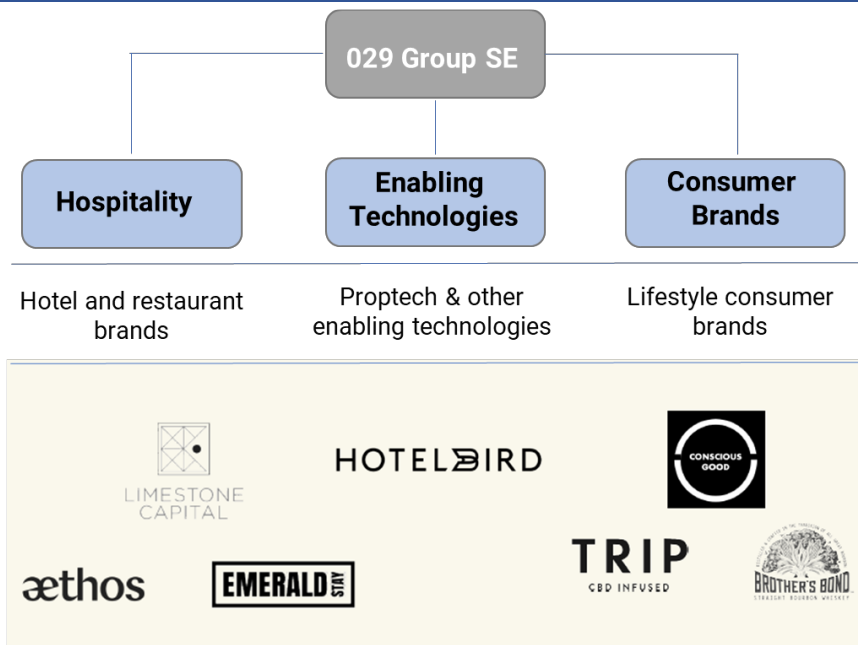 029 Group SE
Hospitality
Enabling
Technologies
Consumer
Brands
Hotel and restaurant
brands
Proptech & other
enabling technologies
Lifestyle consumer
brands
LIMESTONE
CAPITAL
HOTELBIRD
CONSCIOUS
GOOD
æthos
EMERALD STAY
TRIP
CBD INFUSED
BROTHER'S BOND
STRAIGHT BOURBON WHISKEY